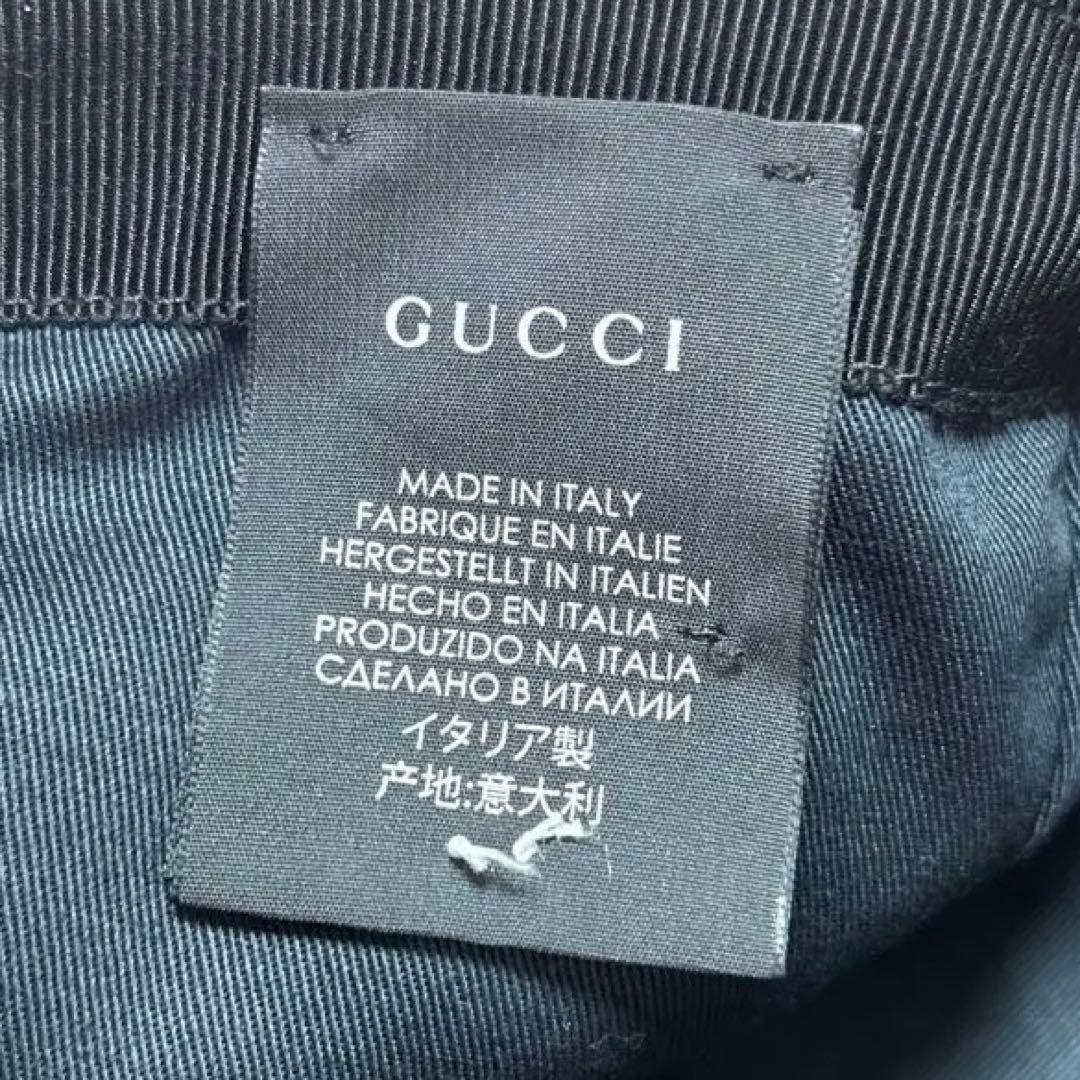 GUCCI
MADE IN ITALY
FABRIQUE EN ITALIE
HERGESTELLT IN ITALIEN
HECHO EN ITALIA
PRODUZIDO NA ITALIA
СДЕЛАНО В ИТАЛИИ
イタリア製
产地:意大利